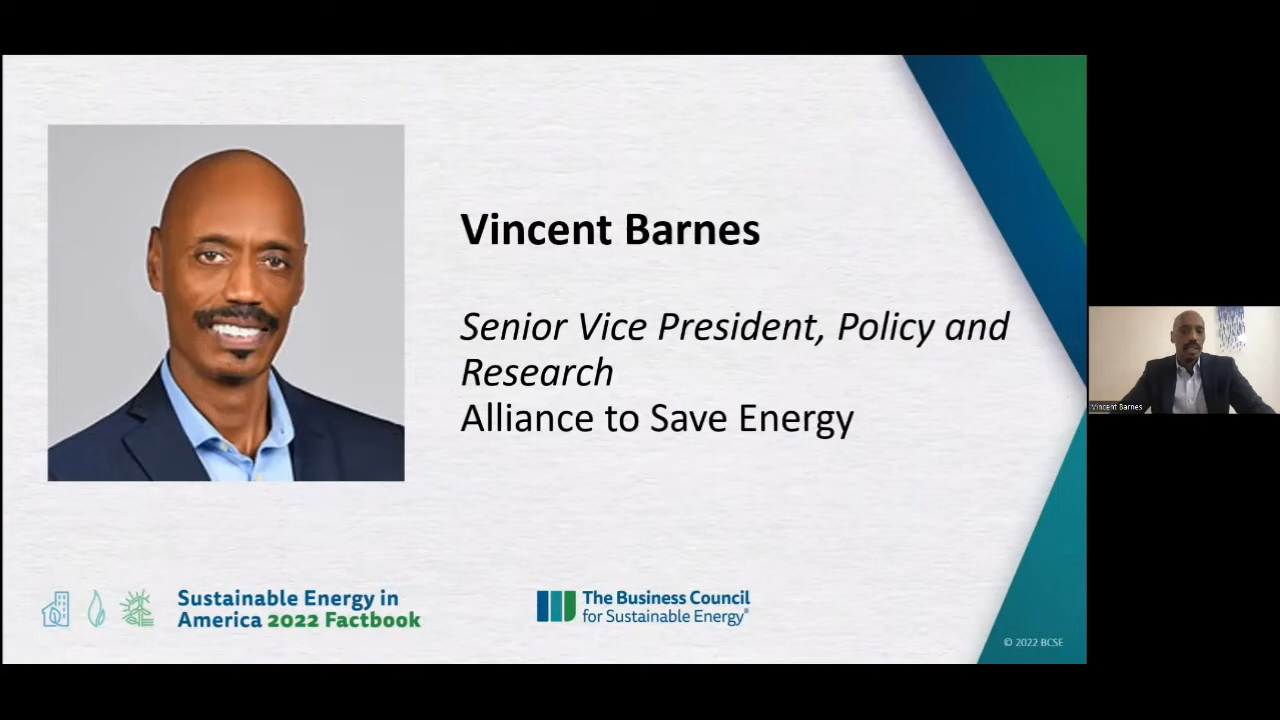 Vincent Barnes
Senior Vice President, Policy and
Research
Alliance to Save Energy
Vincent Barnes
Sustainable Energy in
America 2022 Factbook
The Business Council
for Sustainable Energy®
© 2022 BCSE